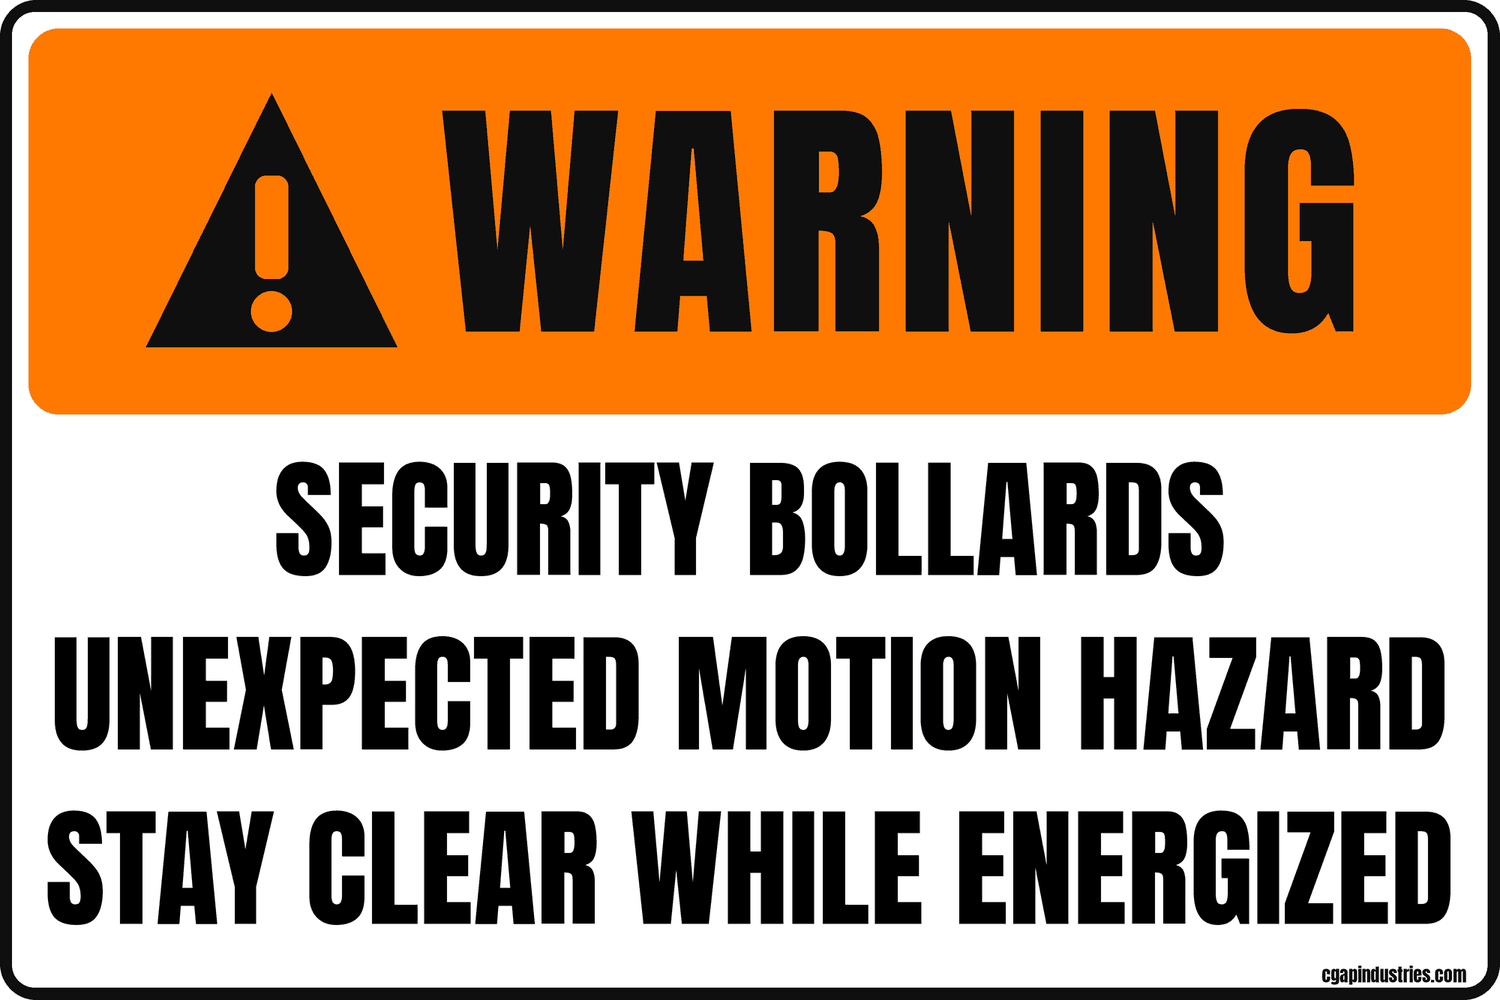 WARNING
SECURITY BOLLARDS
UNEXPECTED MOTION HAZARD
STAY CLEAR WHILE ENERGIZED
cgapindustries.com